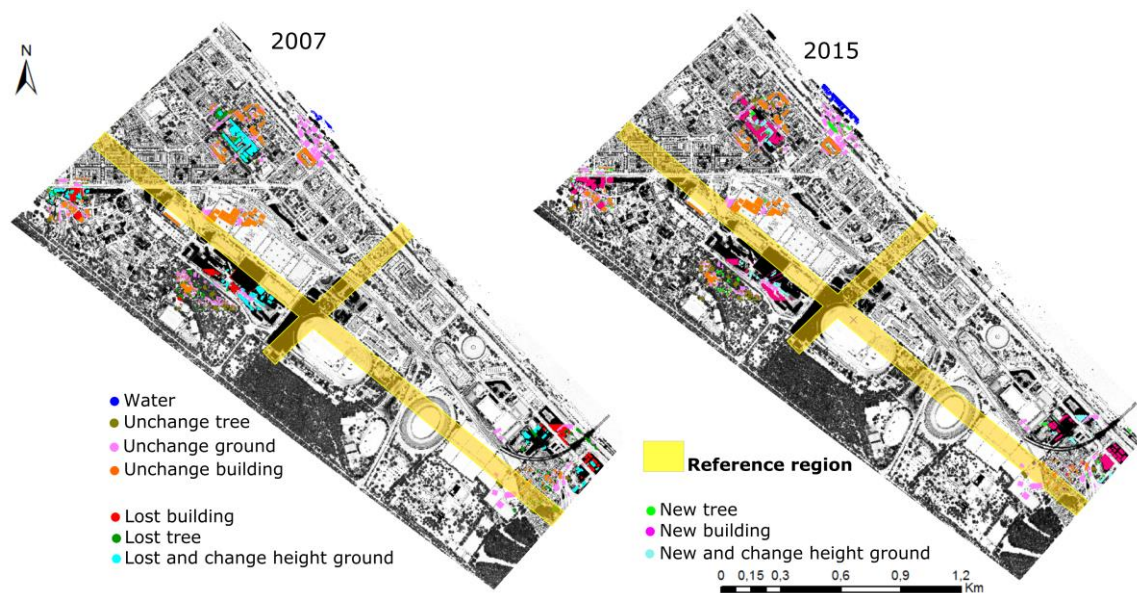 N
2007
2015
Water
Unchange tree
Unchange ground
Unchange building
Lost building
Lost tree
Lost and change height ground
Reference region
New tree
New building
New and change height ground
0 0,15 0,3 0,6 0,9 1,2
Km